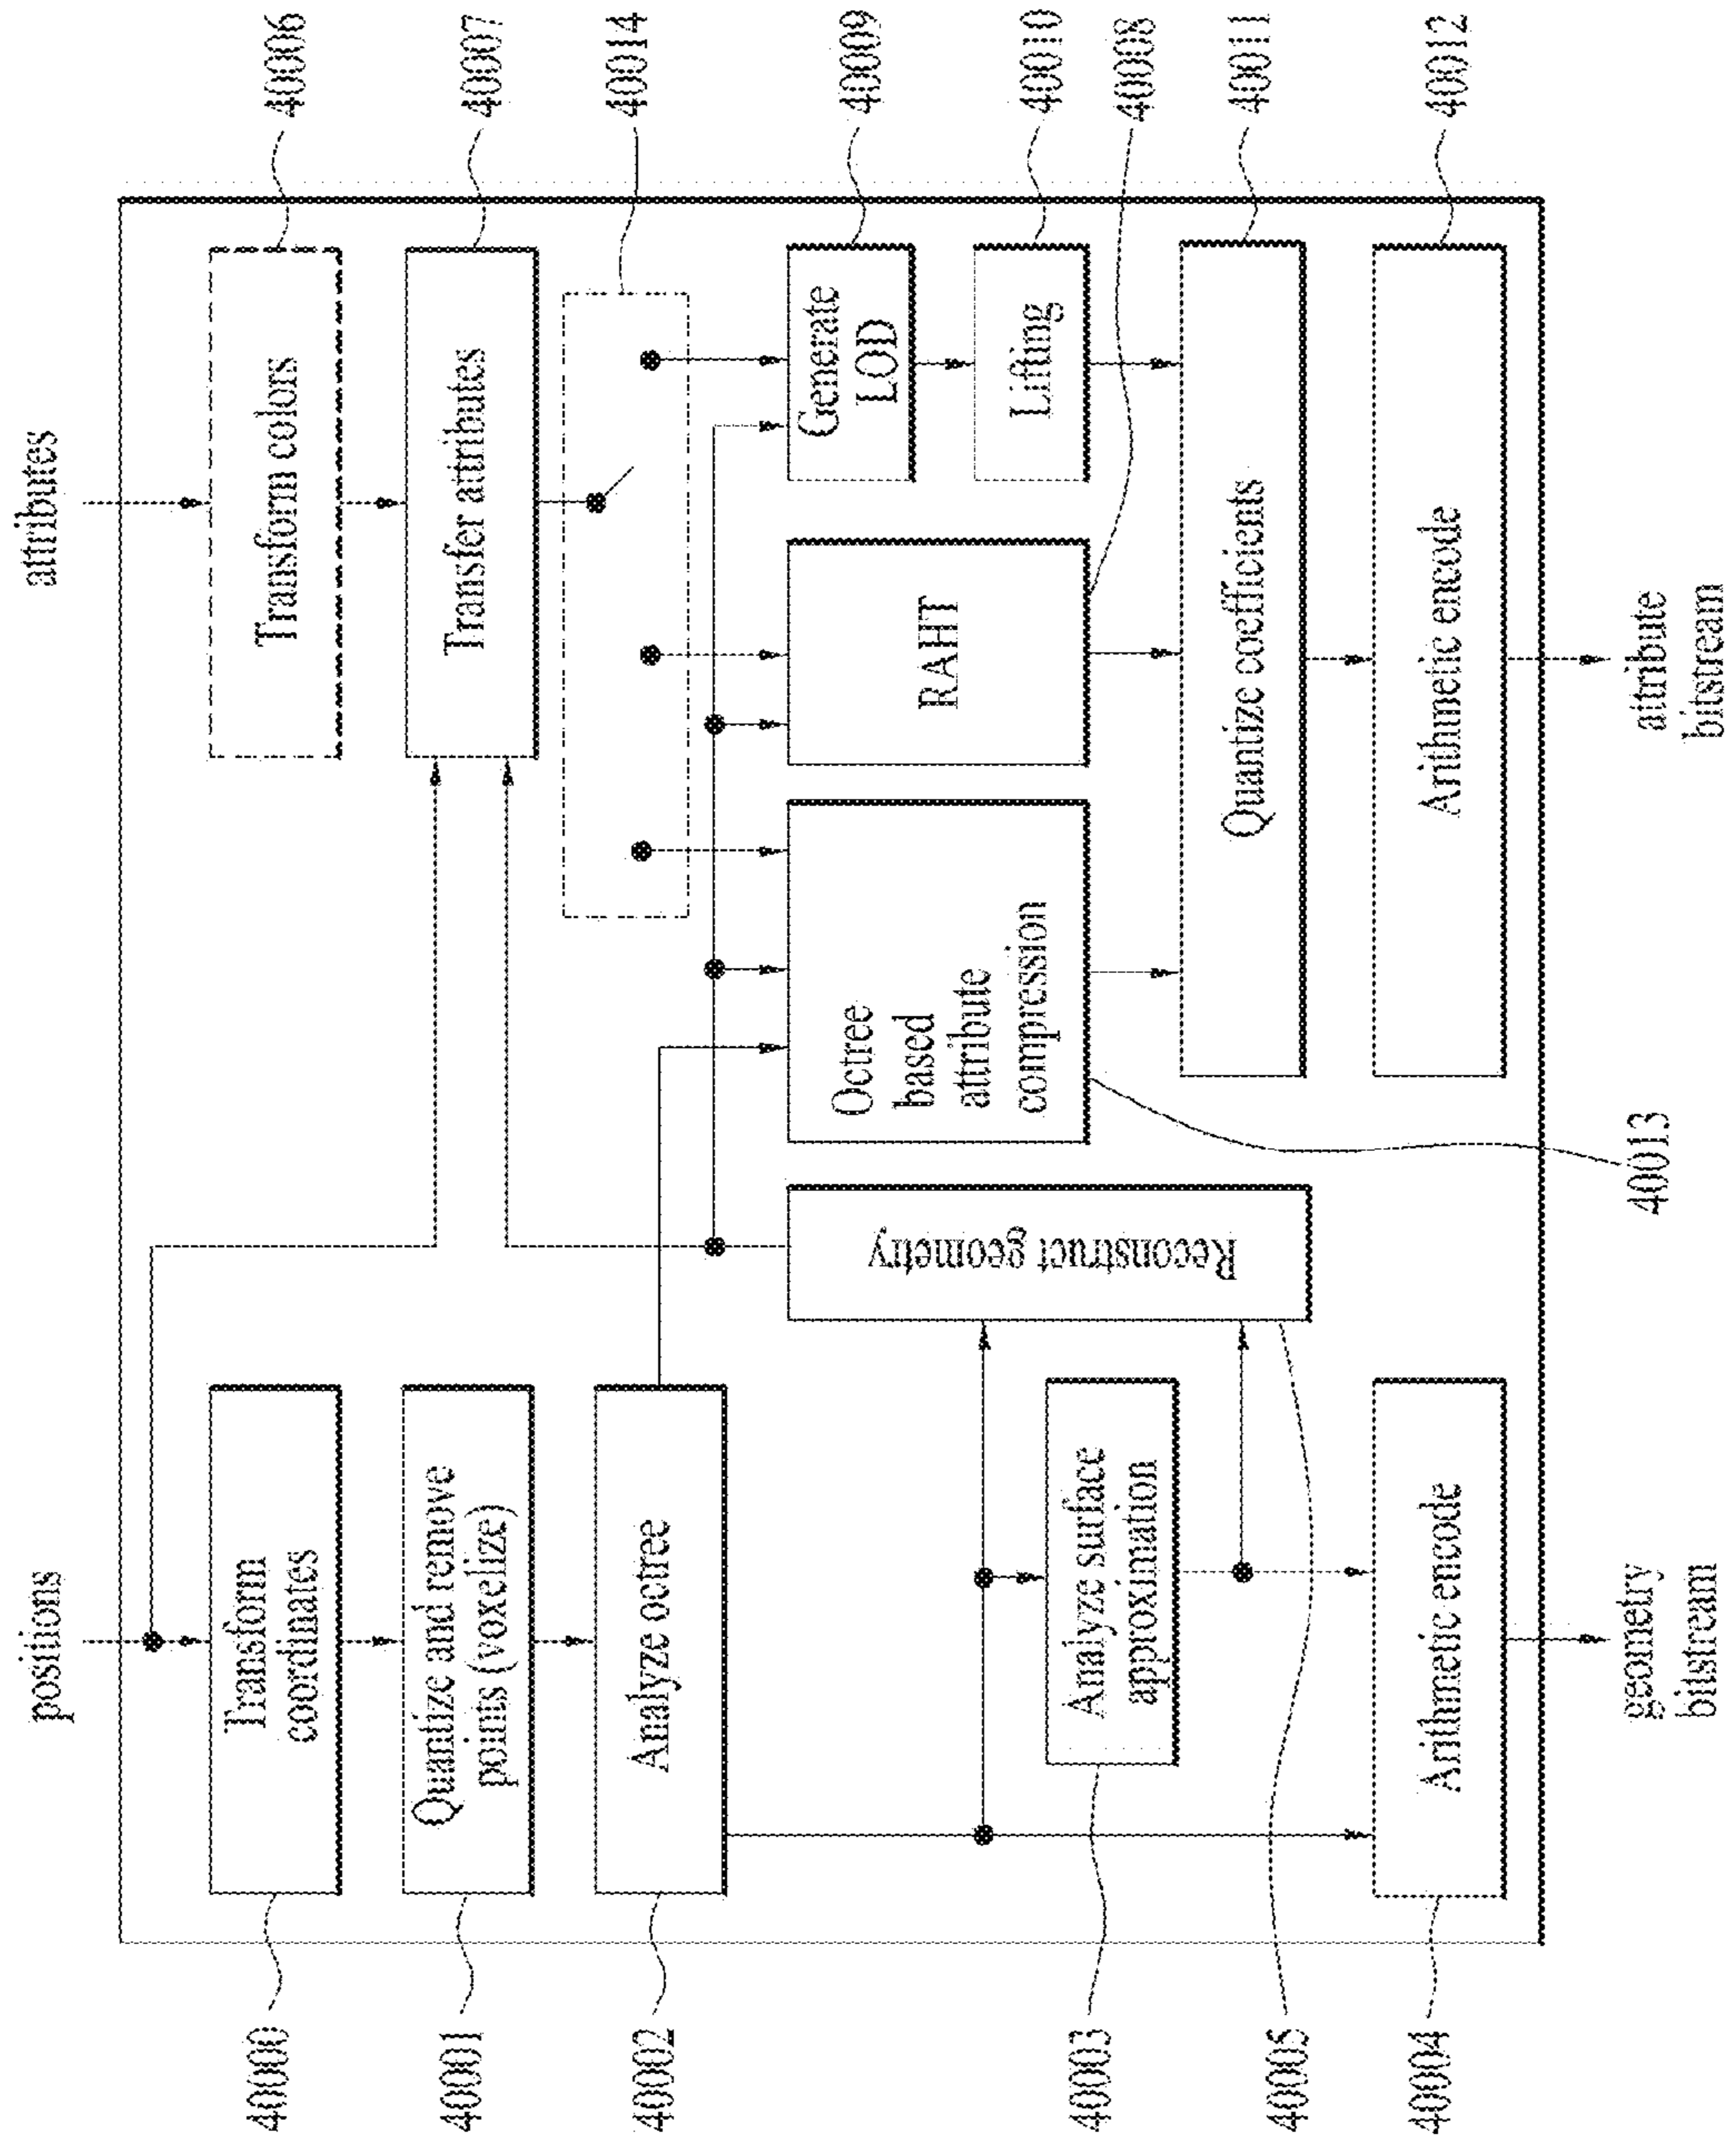 positions
attributes
Transform
coordinates
Quantize and remove
points (voxelize)
Analyze octree
Analyze surface
approximation
Arithmetic encode
geometry
bitstream
Reconstruct geometry
Transform colors
Transfer attributes
Octree
based
attribute
compression
RAHT
Generate
LOD
Lifting
Quantize coefficients
Arithmetic encode
attribute
bitstream
40000
40001
40002
40003
40005
40004
40006
40007
40014
40009
40010
40008
40011
40012
40013